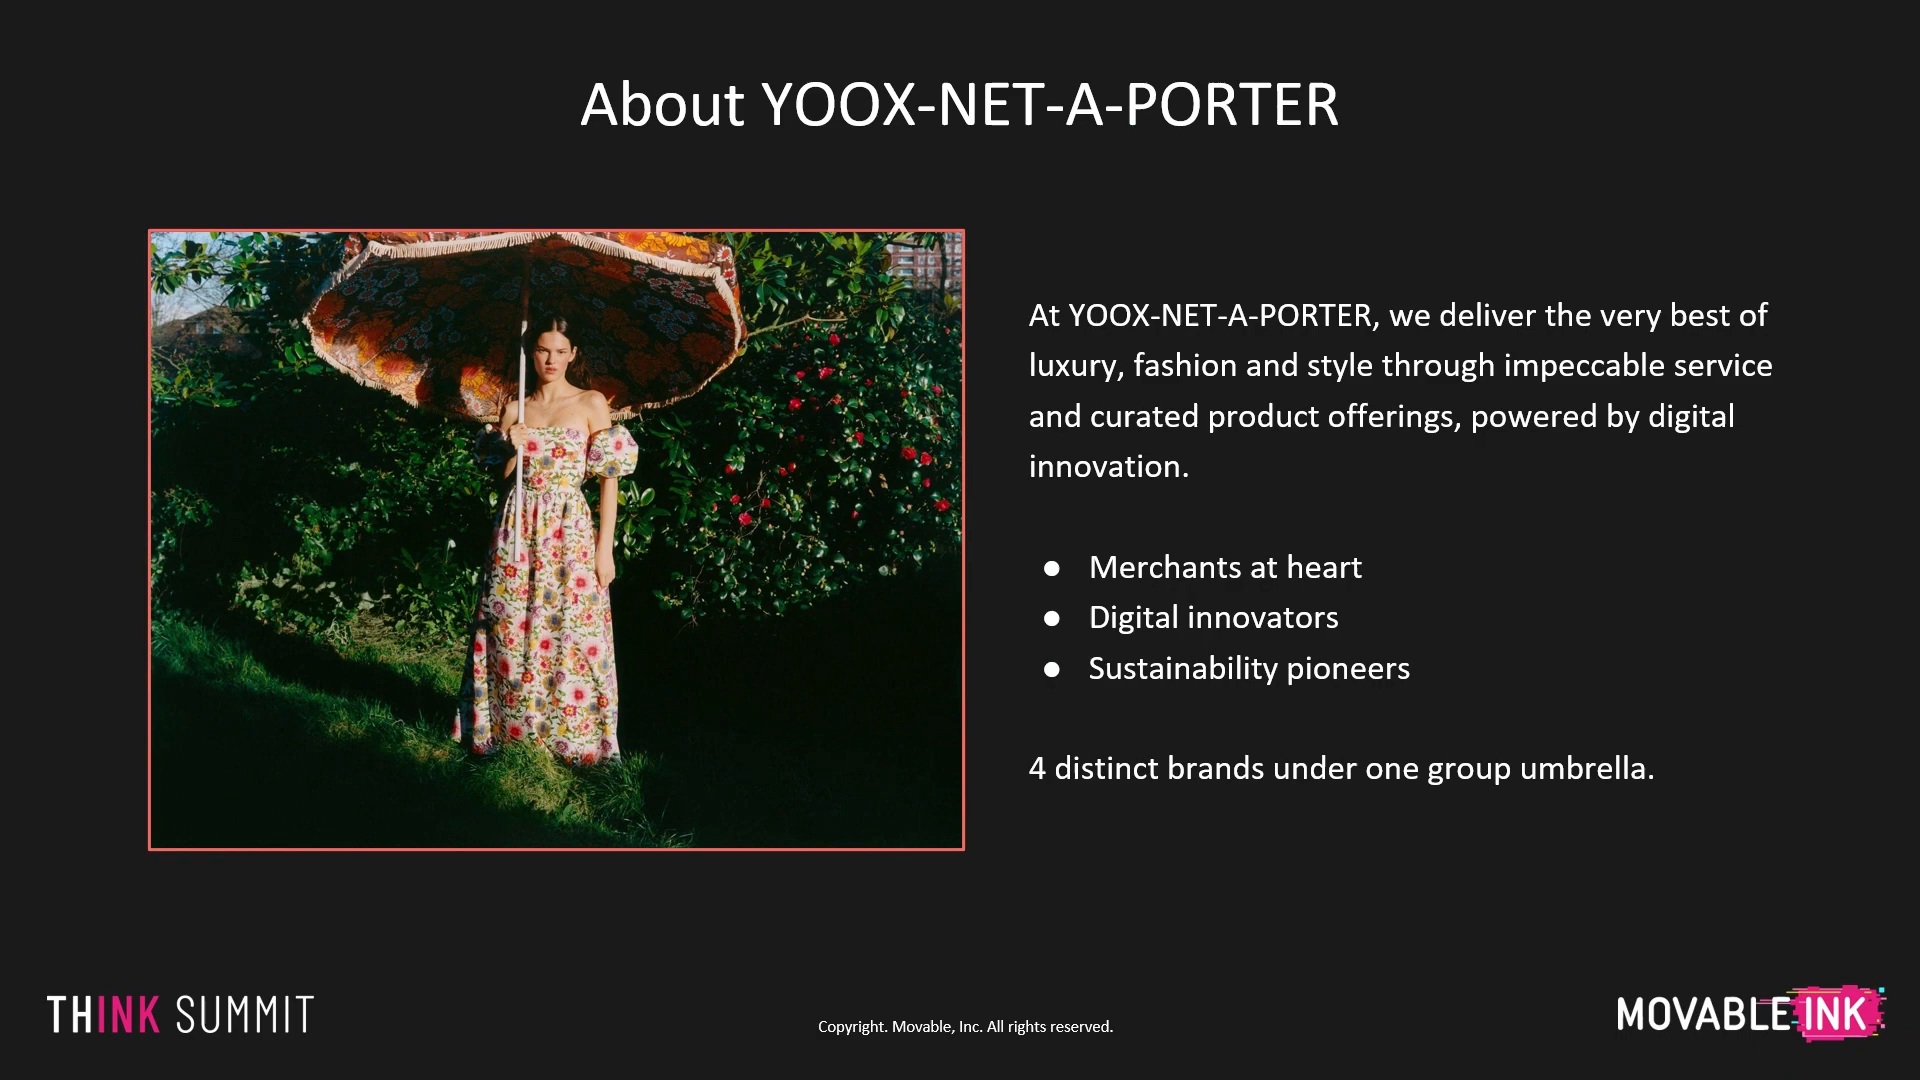 About YOOX-NET-A-PORTER
At YOOX-NET-A-PORTER, we deliver the very best of
luxury, fashion and style through impeccable service
and curated product offerings, powered by digital
innovation.
● Merchants at heart
● Digital innovators
● Sustainability pioneers
4 distinct brands under one group umbrella.
THINK SUMMIT
Copyright. Movable, Inc. All rights reserved.
MOVABLE INK